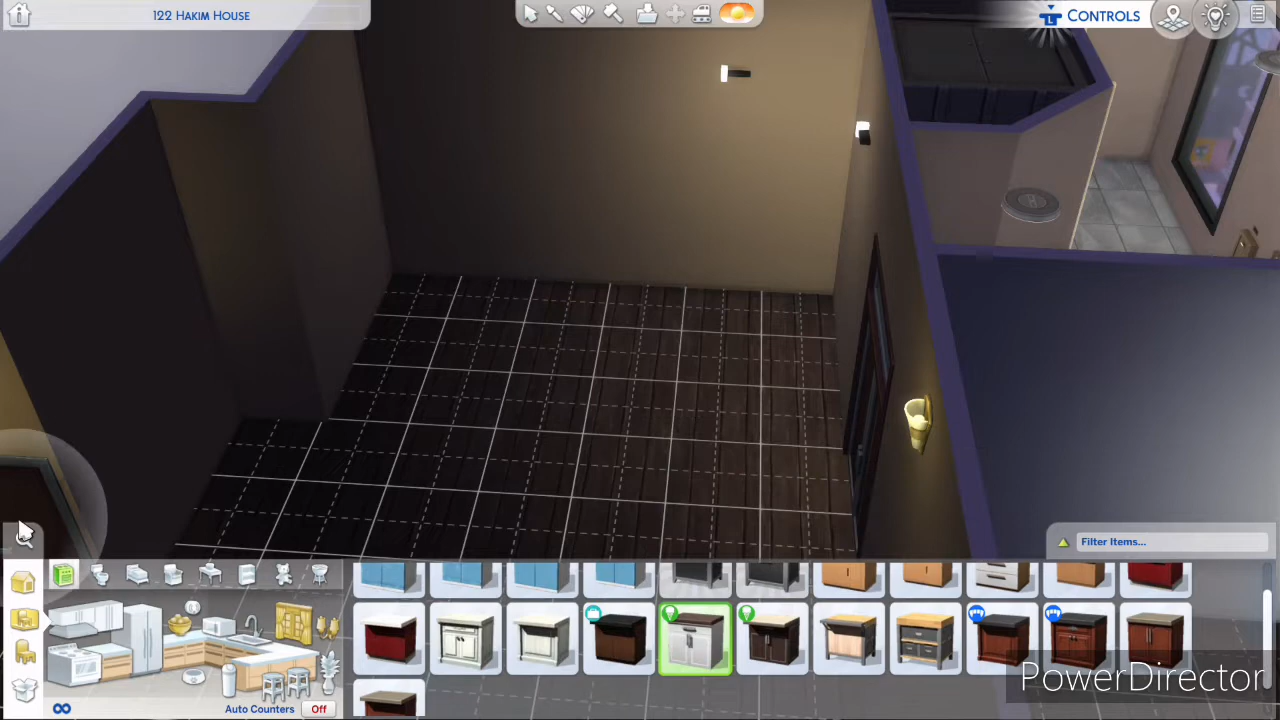 122 Hakim House
L Controls
Filter Items...
Auto Counters Off
PowerDirector